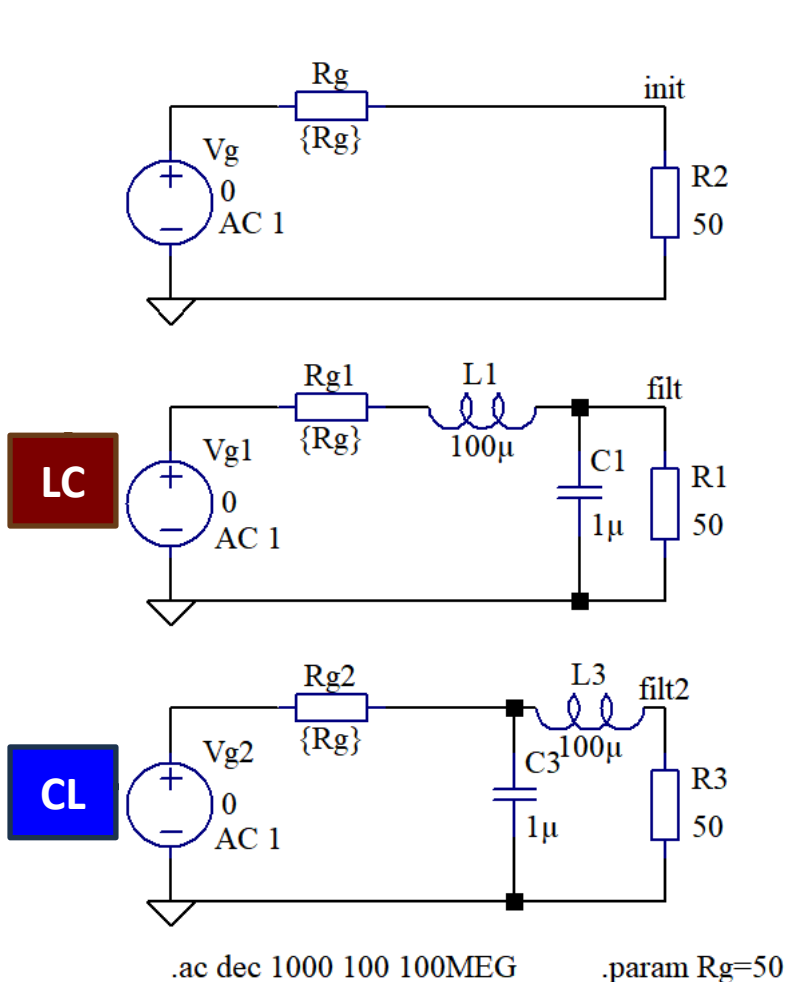 Rg
{Rg}
init
Vg
0
AC 1
R2
50
LC
Rg1
{Rg}
L1
100µ
filt
Vg1
0
AC 1
C1
1µ
R1
50
CL
Rg2
{Rg}
L3
100µ
filt2
Vg2
0
AC 1
C3
1µ
R3
50
.ac dec 1000 100 100MEG
.param Rg=50